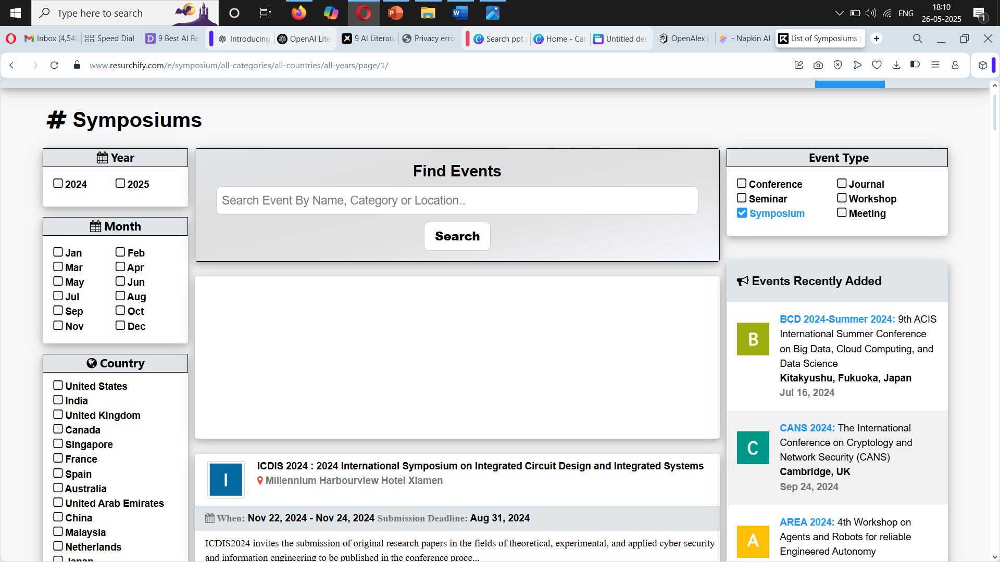 Type here to search
ENG
18:10
26-05-2025
1
Inbox (4,540
Speed Dial
9 Best AI Re
Introducing
OpenAI Lite
9 AI Literatu
Privacy erro
Search ppt
Home - Can
Untitled des
OpenAlex |
- Napkin AI
List of Symposiums |
www.resurchify.com/e/symposium/all-categories/all-countries/all-years/page/1/
# Symposiums
Year
2024
2025
Month
Jan
Feb
Mar
Apr
May
Jun
Jul
Aug
Sep
Oct
Nov
Dec
Country
United States
India
United Kingdom
Canada
Singapore
France
Spain
Australia
United Arab Emirates
China
Malaysia
Netherlands
Japan
Find Events
Search Event By Name, Category or Location..
Search
I
ICDIS 2024 : 2024 International Symposium on Integrated Circuit Design and Integrated Systems
Millennium Harbourview Hotel Xiamen
When: Nov 22, 2024 - Nov 24, 2024 Submission Deadline: Aug 31, 2024
ICDIS2024 invites the submission of original research papers in the fields of theoretical, experimental, and applied cyber security
and information engineering to be published in the conference proce...
Event Type
Conference
Journal
Seminar
Workshop
Symposium
Meeting
Events Recently Added
B
BCD 2024-Summer 2024: 9th ACIS
International Summer Conference
on Big Data, Cloud Computing, and
Data Science
Kitakyushu, Fukuoka, Japan
Jul 16, 2024
C
CANS 2024: The International
Conference on Cryptology and
Network Security (CANS)
Cambridge, UK
Sep 24, 2024
A
AREA 2024: 4th Workshop on
Agents and Robots for reliable
Engineered Autonomy